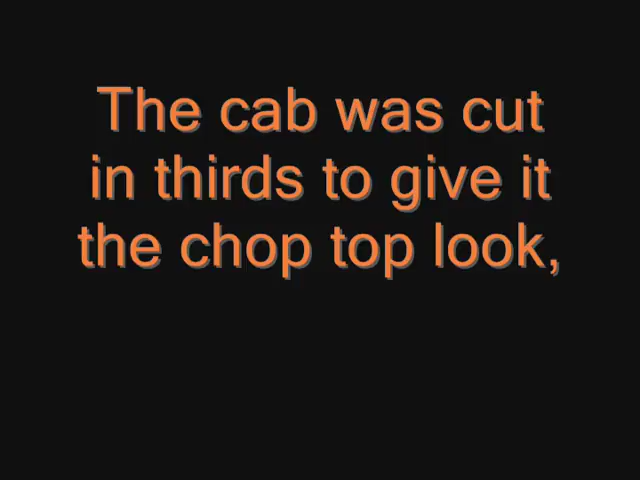 The cab was cut
in thirds to give it
the chop top look,